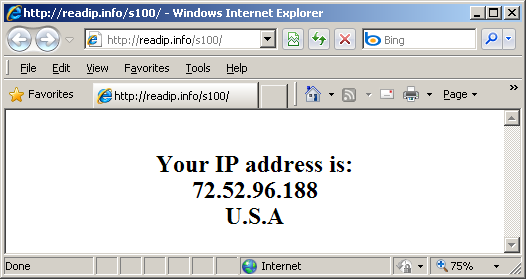 http://readip.info/s100/ - Windows Internet Explorer
http://readip.info/s100/ Bing
File Edit View Favorites Tools Help
Favorites http://readip.info/s100/ Page
Your IP address is:
72.52.96.188
U.S.A
Done Internet 75%